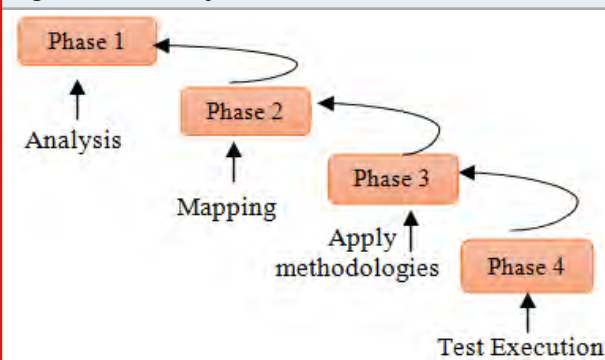 Phase 1
Analysis
Phase 2
Mapping
Phase 3
Apply
methodologies
Phase 4
Test Execution